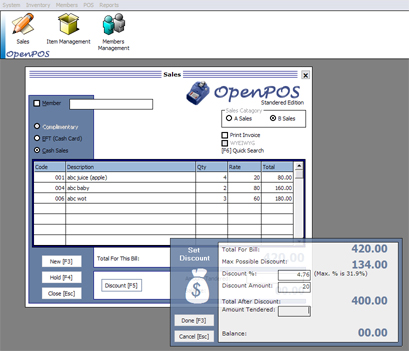 System Inventory Members POS Reports
Sales
Item Management
Members Management
OpenPOS
Sales
OpenPOS
Standered Edition
Member
Sales Catagory
A Sales
B Sales
Complimentary
EFT (Cash Card)
Cash Sales
Print Invoice
WYEIWYG
[F6] Quick Search
Code Description Qty Rate Total
001 abc juice (apple) 4 20 80.00
004 abc baby 2 80 160.00
006 abc wot 3 60 180.00
New [F3]
Hold [F4]
Close [Esc]
Total For This Bill:
420.00
Discount [F5]
Set Discount
Done [F3]
Cancel [Esc]
Total For Bill: 420.00
Max Possible Discount: 134.00
Discount %: 4.76 (Max. % is 31.9%)
Discount Amount: 20
Total After Discount: 400.00
Amount Tendered:
Balance: 00.00